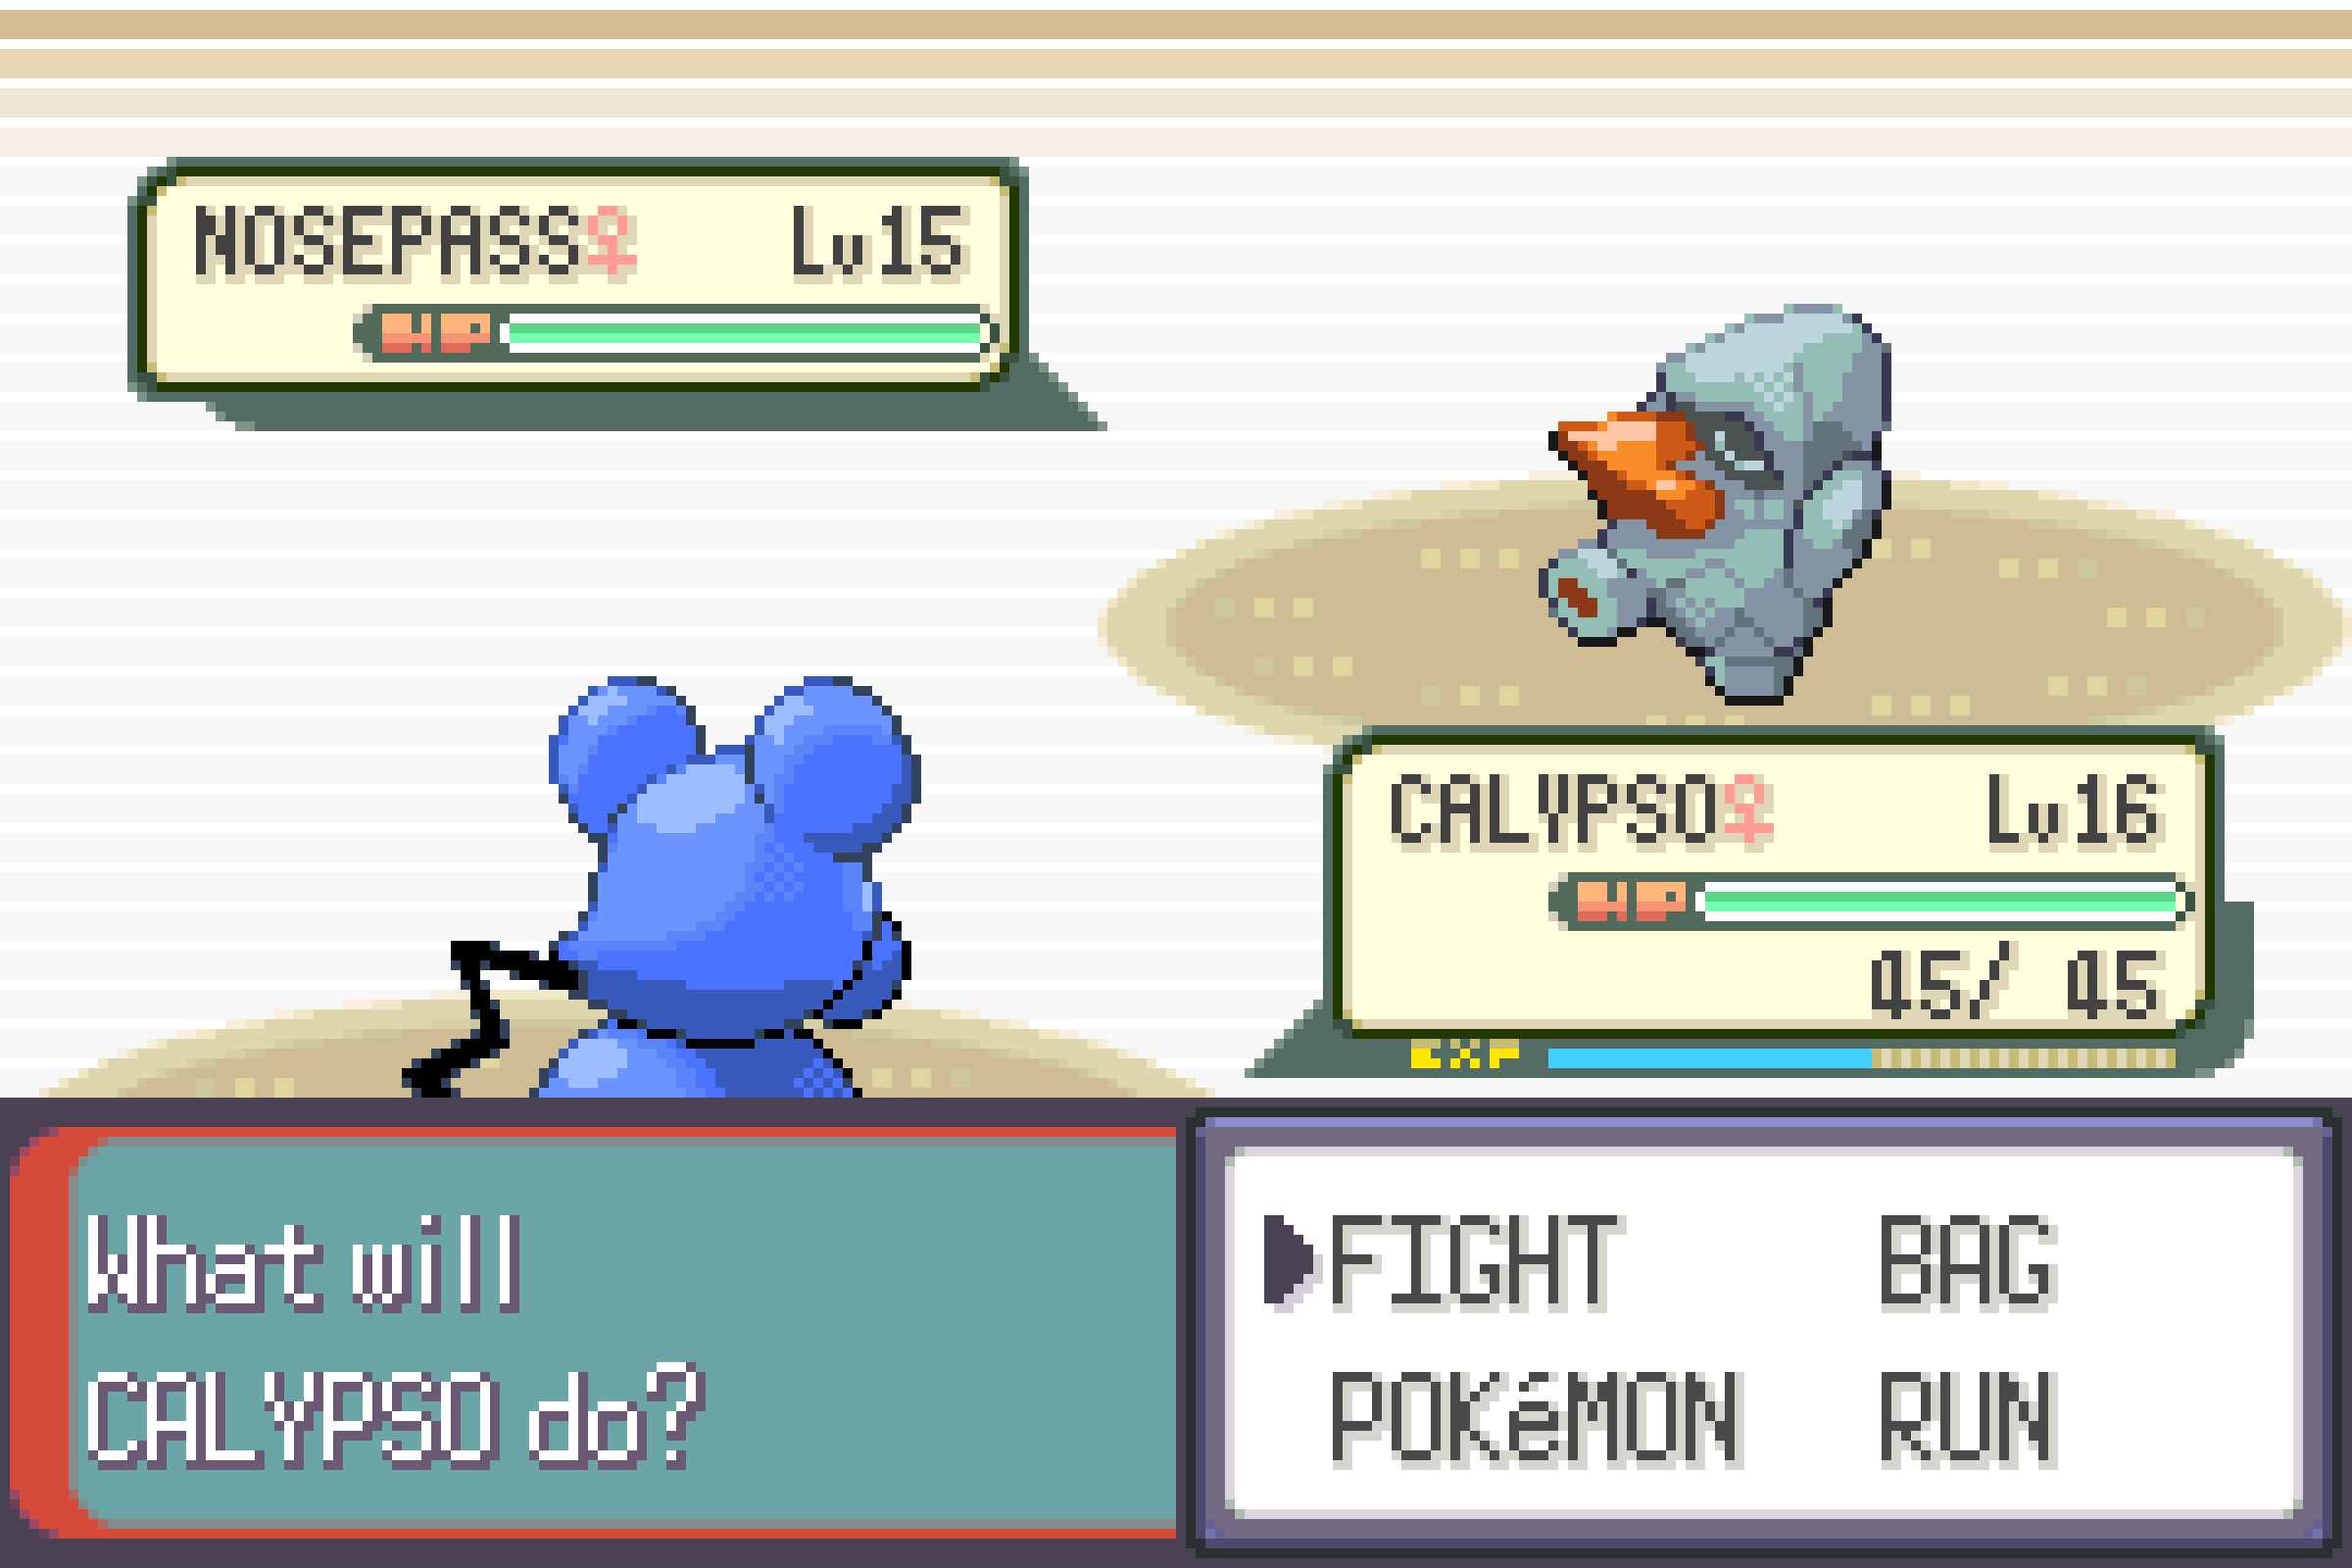 NOSEPASS♀ Lv15
HP
CALYPSO♀ Lv16
HP
45/ 45
EXP
What will
CALYPSO do?
▶FIGHT BAG
POKéMON RUN